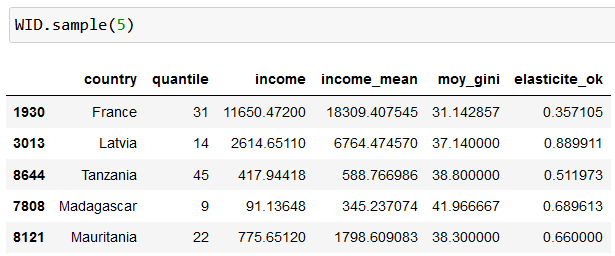 WID.sample(5)
country quantile income income_mean moy_gini elasticite_ok
1930 France 31 11650.47200 18309.407545 31.142857 0.357105
3013 Latvia 14 2614.65110 6764.474570 37.140000 0.889911
8644 Tanzania 45 417.94418 588.766986 38.800000 0.511973
7808 Madagascar 9 91.13648 345.237074 41.966667 0.689613
8121 Mauritania 22 775.65120 1798.609083 38.300000 0.660000